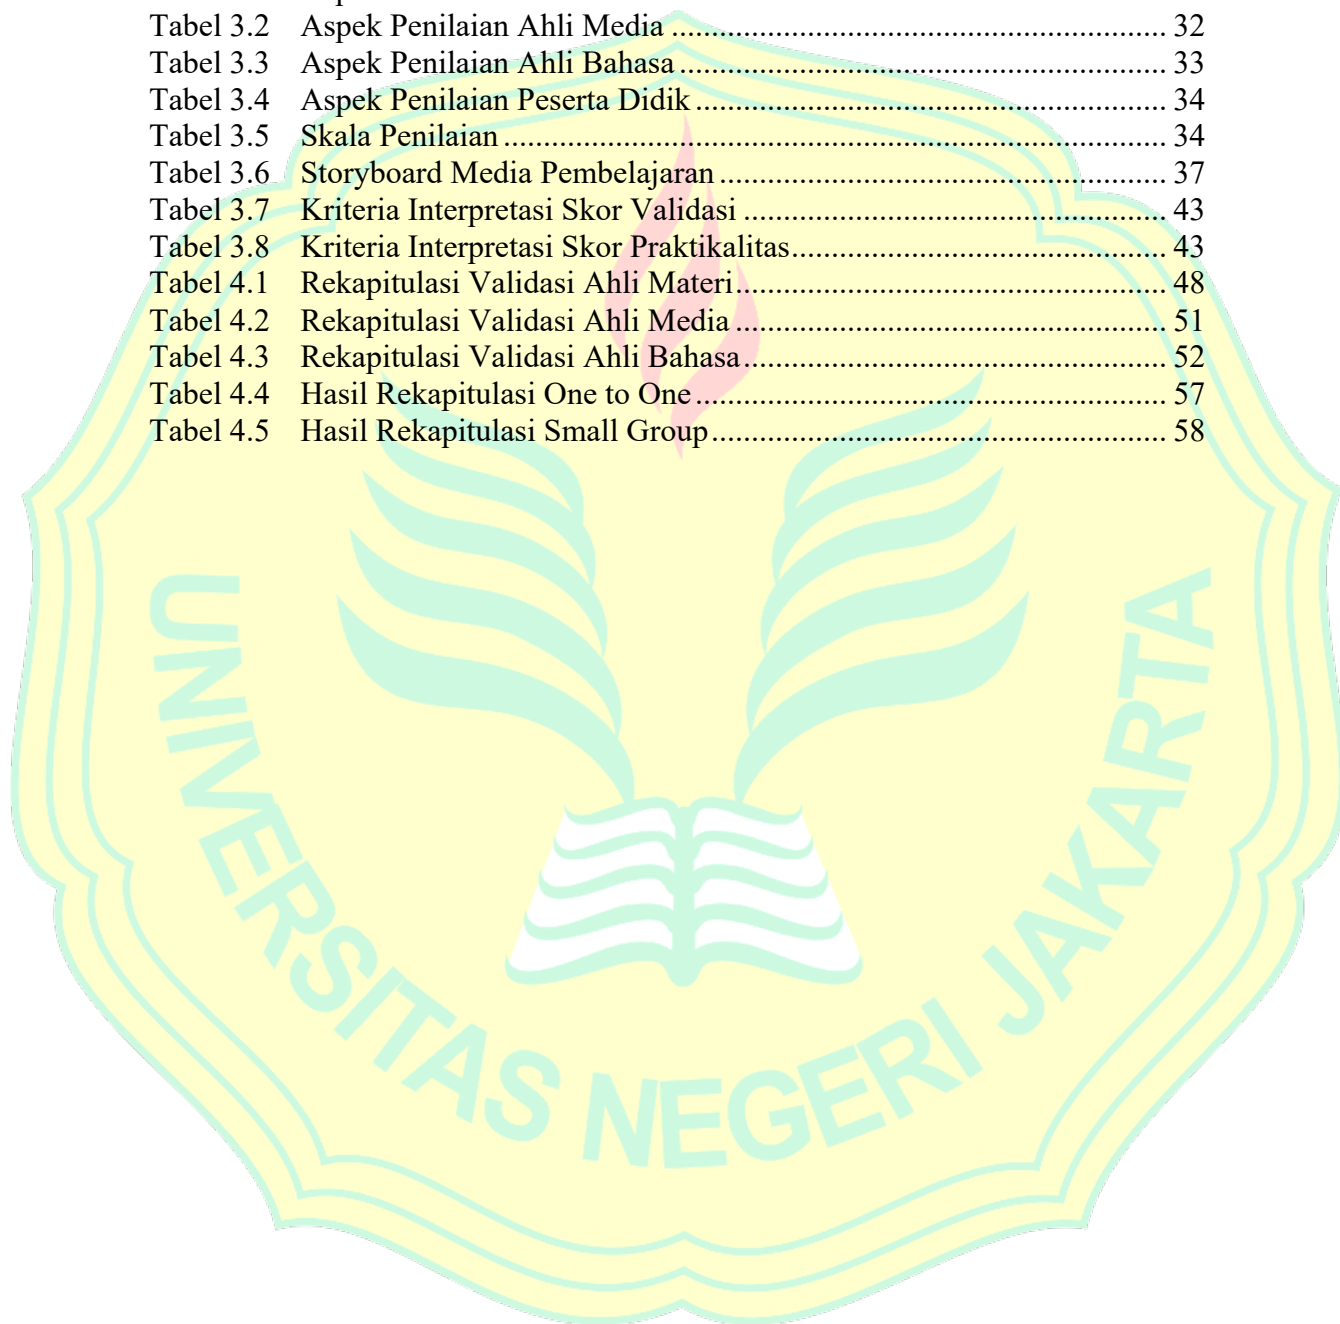 Tabel 3.2 Aspek Penilaian Ahli Media ................................................................ 32
Tabel 3.3 Aspek Penilaian Ahli Bahasa .............................................................. 33
Tabel 3.4 Aspek Penilaian Peserta Didik ............................................................ 34
Tabel 3.5 Skala Penilaian .................................................................................... 34
Tabel 3.6 Storyboard Media Pembelajaran ......................................................... 37
Tabel 3.7 Kriteria Interpretasi Skor Validasi ...................................................... 43
Tabel 3.8 Kriteria Interpretasi Skor Praktikalitas................................................ 43
Tabel 4.1 Rekapitulasi Validasi Ahli Materi....................................................... 48
Tabel 4.2 Rekapitulasi Validasi Ahli Media ....................................................... 51
Tabel 4.3 Rekapitulasi Validasi Ahli Bahasa...................................................... 52
Tabel 4.4 Hasil Rekapitulasi One to One ............................................................ 57
Tabel 4.5 Hasil Rekapitulasi Small Group.......................................................... 58
UNIVERSITAS NEGERI JAKARTA